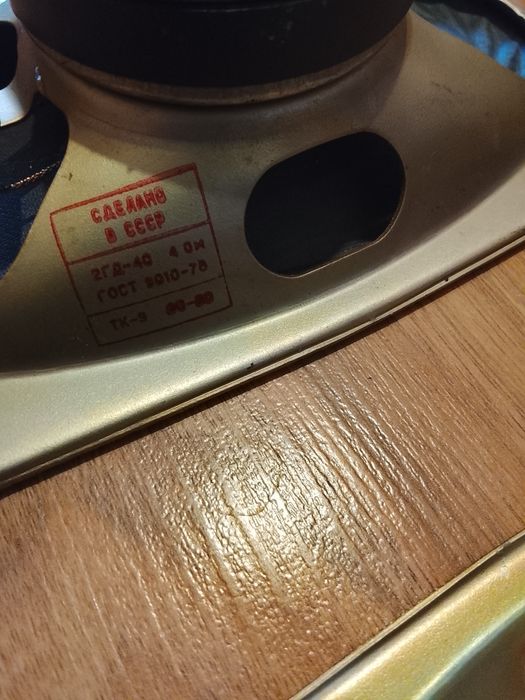 СДЕЛАНО
В СССР
2ГД-40 4 Ом
ГОСТ 9010-78
ТК-9